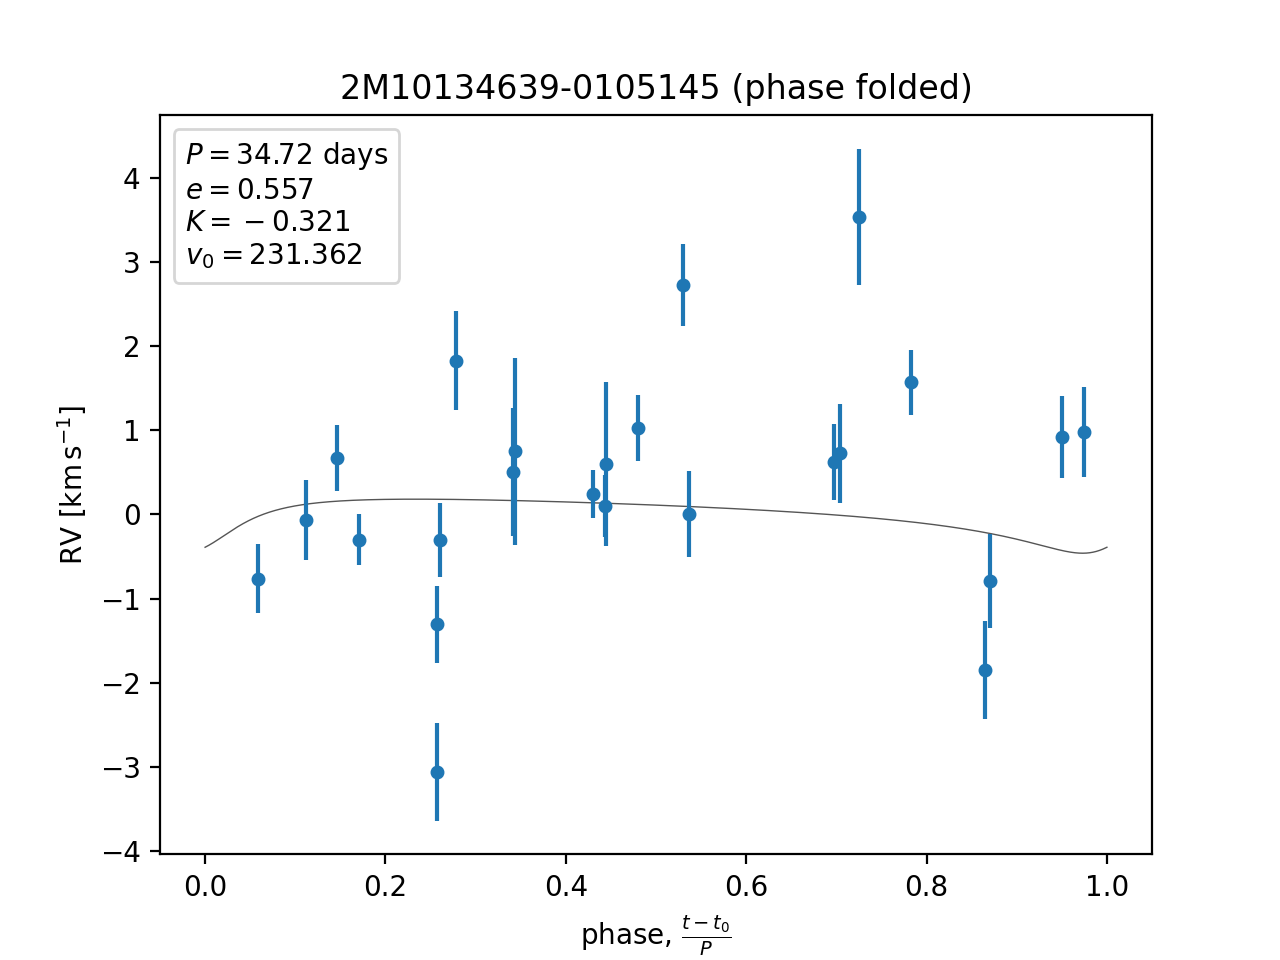 2M10134639-0105145 (phase folded)
P = 34.72 days
e = 0.557
K = −0.321
v₀ = 231.362
4
3
2
1
0
−1
−2
−3
−4
RV [km s⁻¹]
0.0 0.2 0.4 0.6 0.8 1.0
phase, (t − t₀)/P